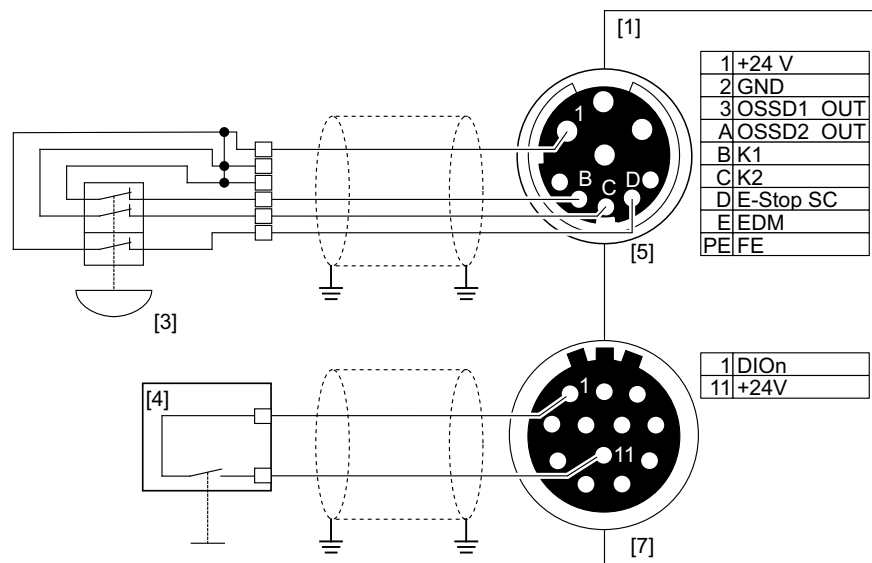 [1]
1 +24 V
2 GND
3 OSSD1 OUT
A OSSD2 OUT
B K1
C K2
D E-Stop SC
E EDM
PE FE
1
B C D
[5]
[3]
[4]
1
11
1 DIOn
11 +24V
[7]